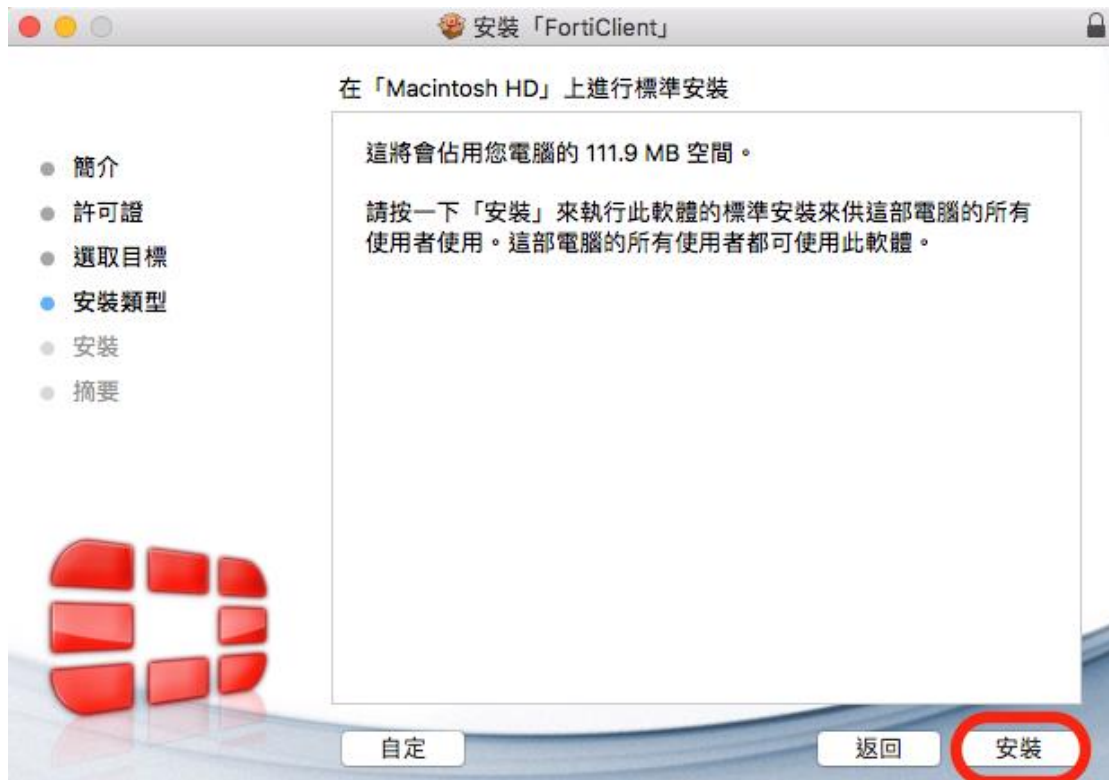 安裝「FortiClient」
在「Macintosh HD」上進行標準安裝
簡介
許可證
選取目標
安裝類型
安裝
摘要
這將會佔用您電腦的 111.9 MB 空間。
請按一下「安裝」來執行此軟體的標準安裝來供這部電腦的所有
使用者使用。這部電腦的所有使用者都可使用此軟體。
自定
返回
安裝